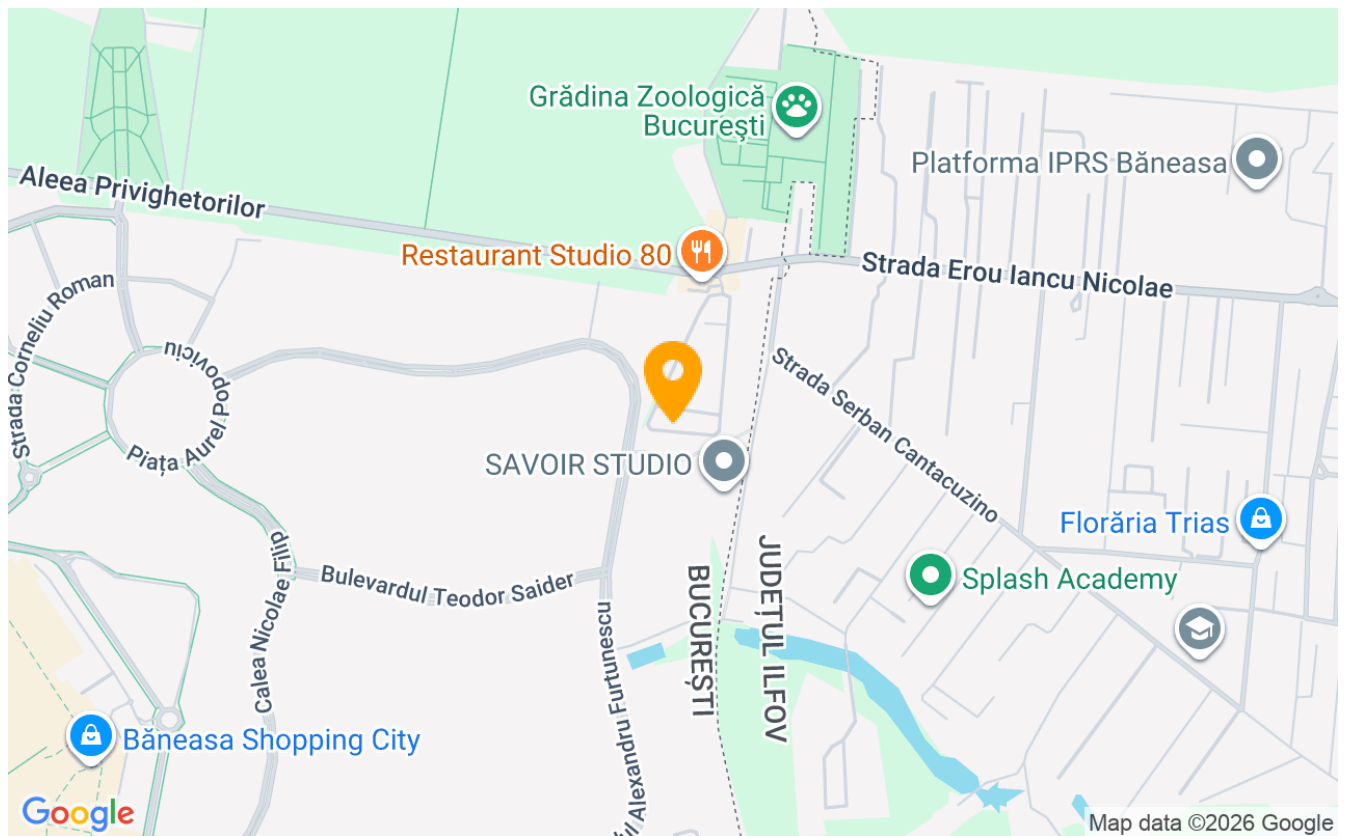 Grădina Zoologică
Bucureşti
Platforma IPRS Băneasa
Aleea Privighetorilor
Restaurant Studio 80
Strada Erou Iancu Nicolae
Strada Corneliu Roman
Piața Aurel Popoviciu
Strada Serban Cantacuzino
SAVOIR STUDIO
Florăria Trias
Calea Nicolae Filip
Bulevardul Teodor Saider
Splash Academy
BUCUREȘTI
JUDEȚUL ILFOV
Alexandru Furtunescu
Băneasa Shopping City
Google
Map data ©2026 Google